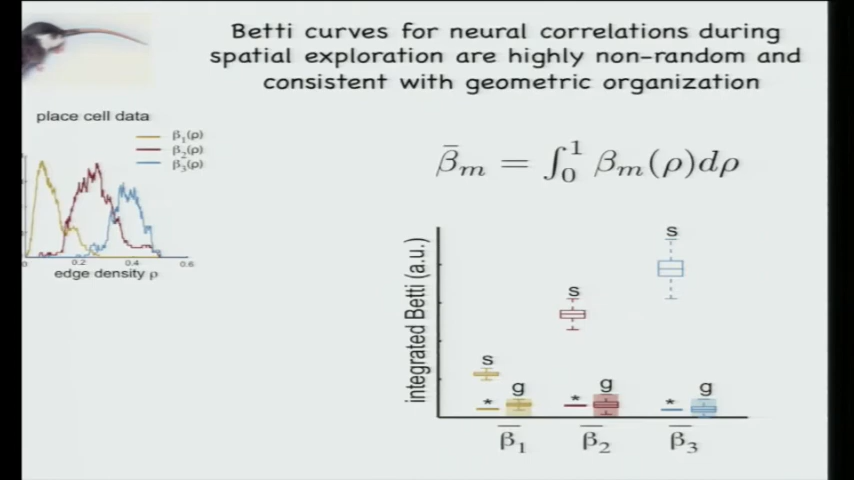 Betti curves for neural correlations during
spatial exploration are highly non-random and
consistent with geometric organization
place cell data
β₁(ρ)
β₂(ρ)
β₃(ρ)
0 0.2 0.4 0.6
edge density ρ
β̄ₘ = ∫₀¹ βₘ(ρ)dρ
integrated Betti (a.u.)
s
s
s
* g * g * g
β̄₁ β̄₂ β̄₃